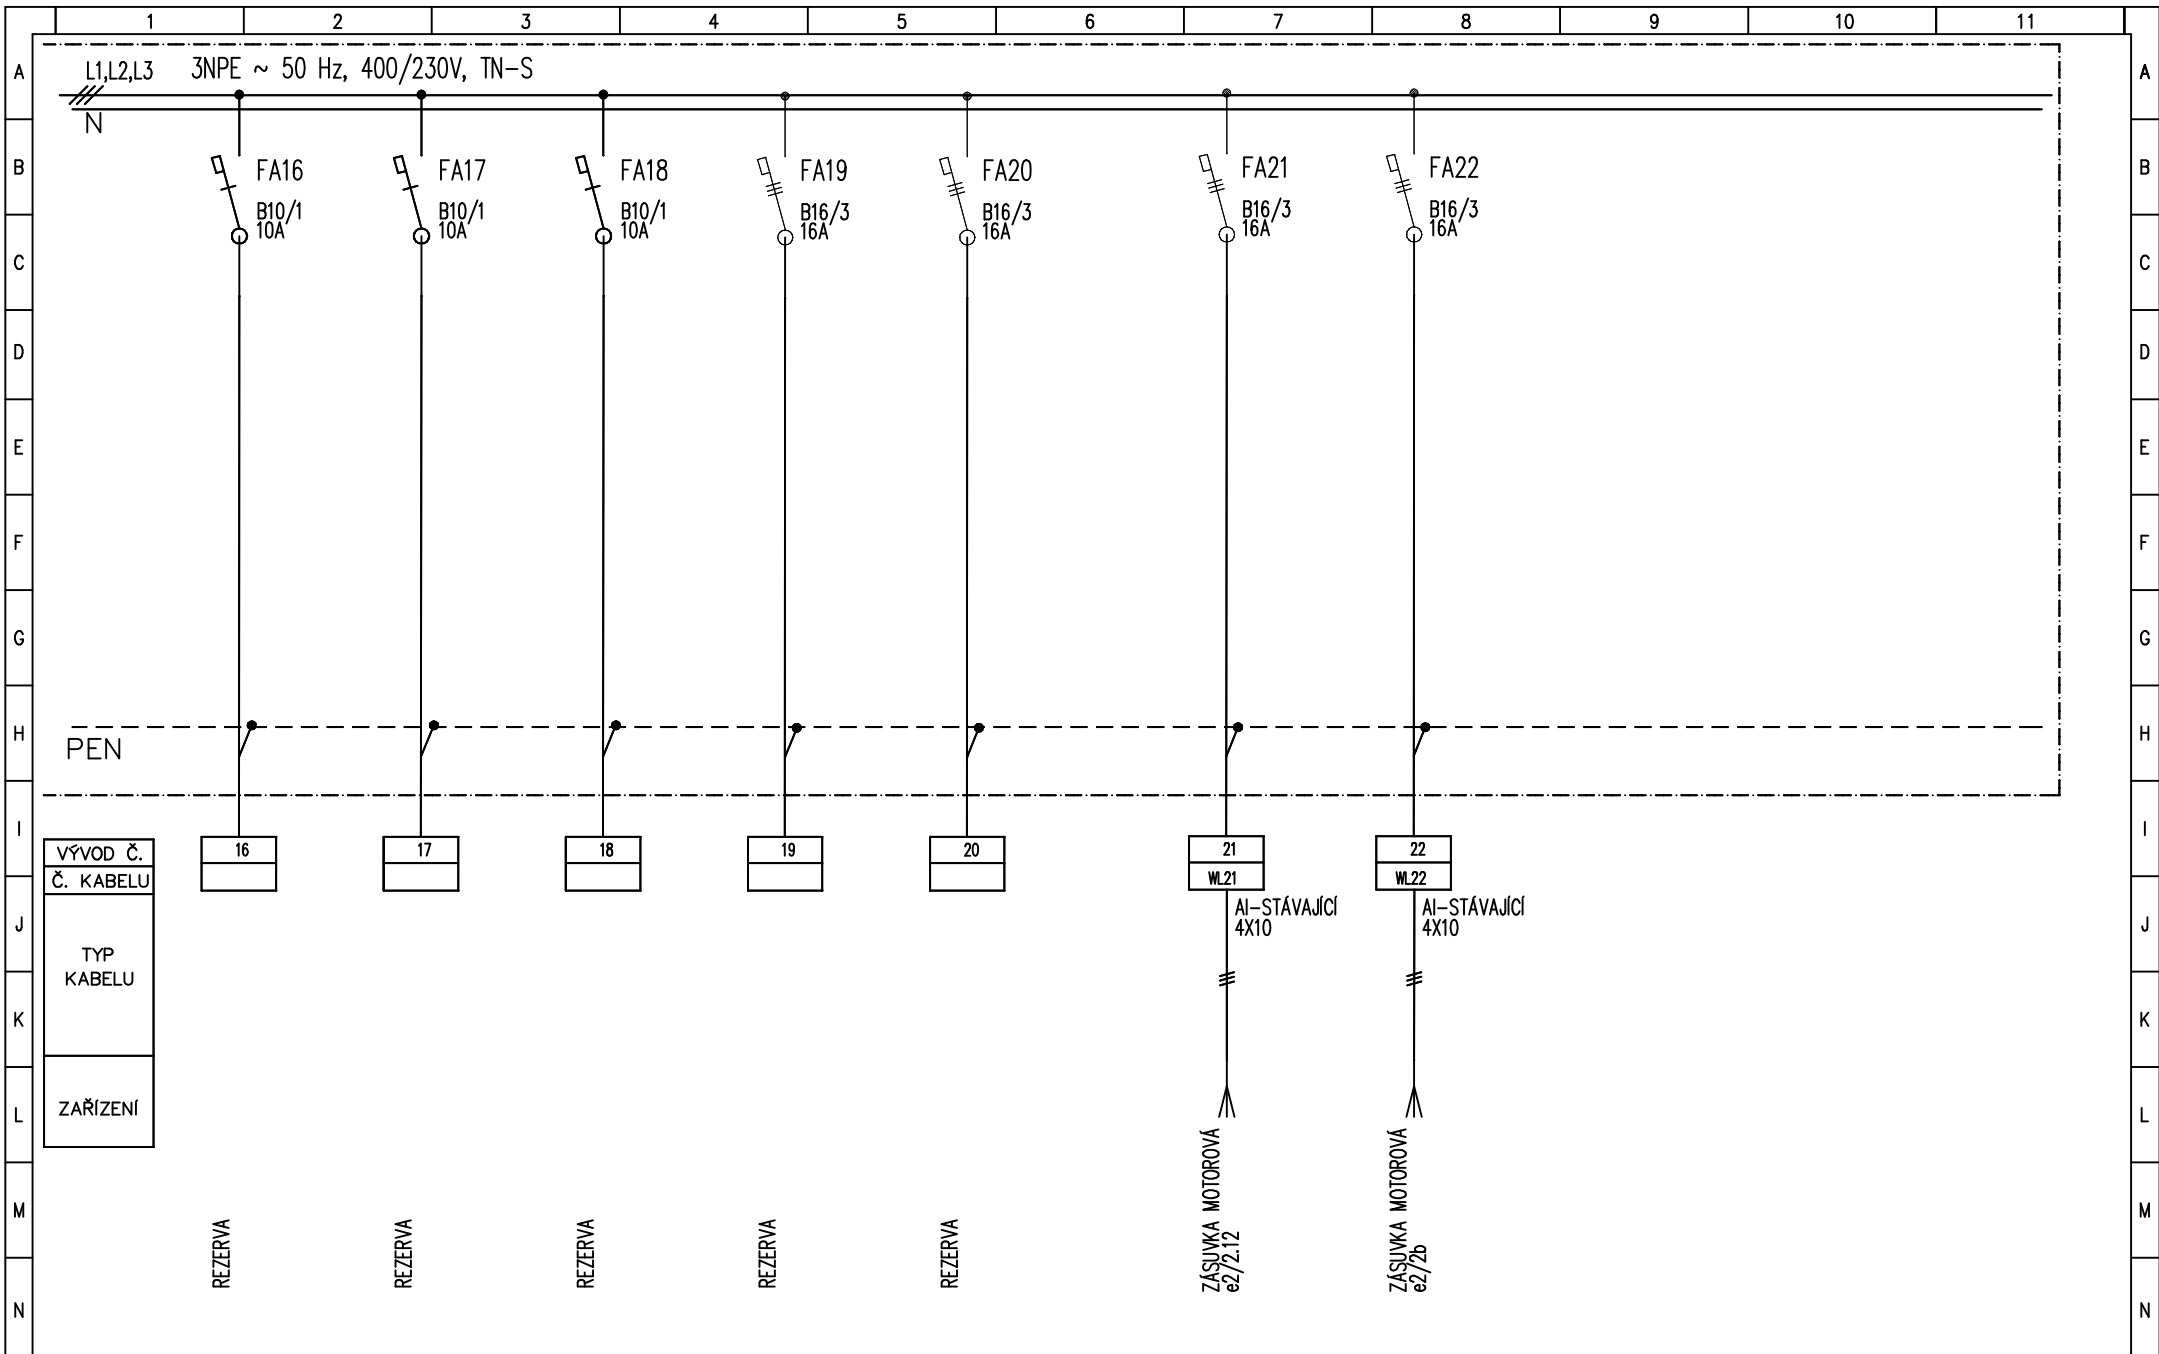 1 2 3 4 5 6 7 8 9 10 11
A L1,L2,L3 3NPE ~ 50 Hz, 400/230V, TN-S A
N
B FA16 FA17 FA18 FA19 FA20 FA21 FA22 B
B10/1 B10/1 B10/1 B16/3 B16/3 B16/3 B16/3
10A 10A 10A 16A 16A 16A 16A
C C
D D
E E
F F
G G
H H
PEN
I I
VÝVOD Č. 16 17 18 19 20 21 22
Č. KABELU WL21 WL22
AI-STÁVAJÍCÍ AI-STÁVAJÍCÍ
4X10 4X10
J J
TYP
KABELU
K K
ZAŘÍZENÍ
L L
M M
REZERVA
REZERVA
REZERVA
REZERVA
REZERVA
ZÁSUVKA MOTOROVÁ
e2/2.12
ZÁSUVKA MOTOROVÁ
e2/2b
N N